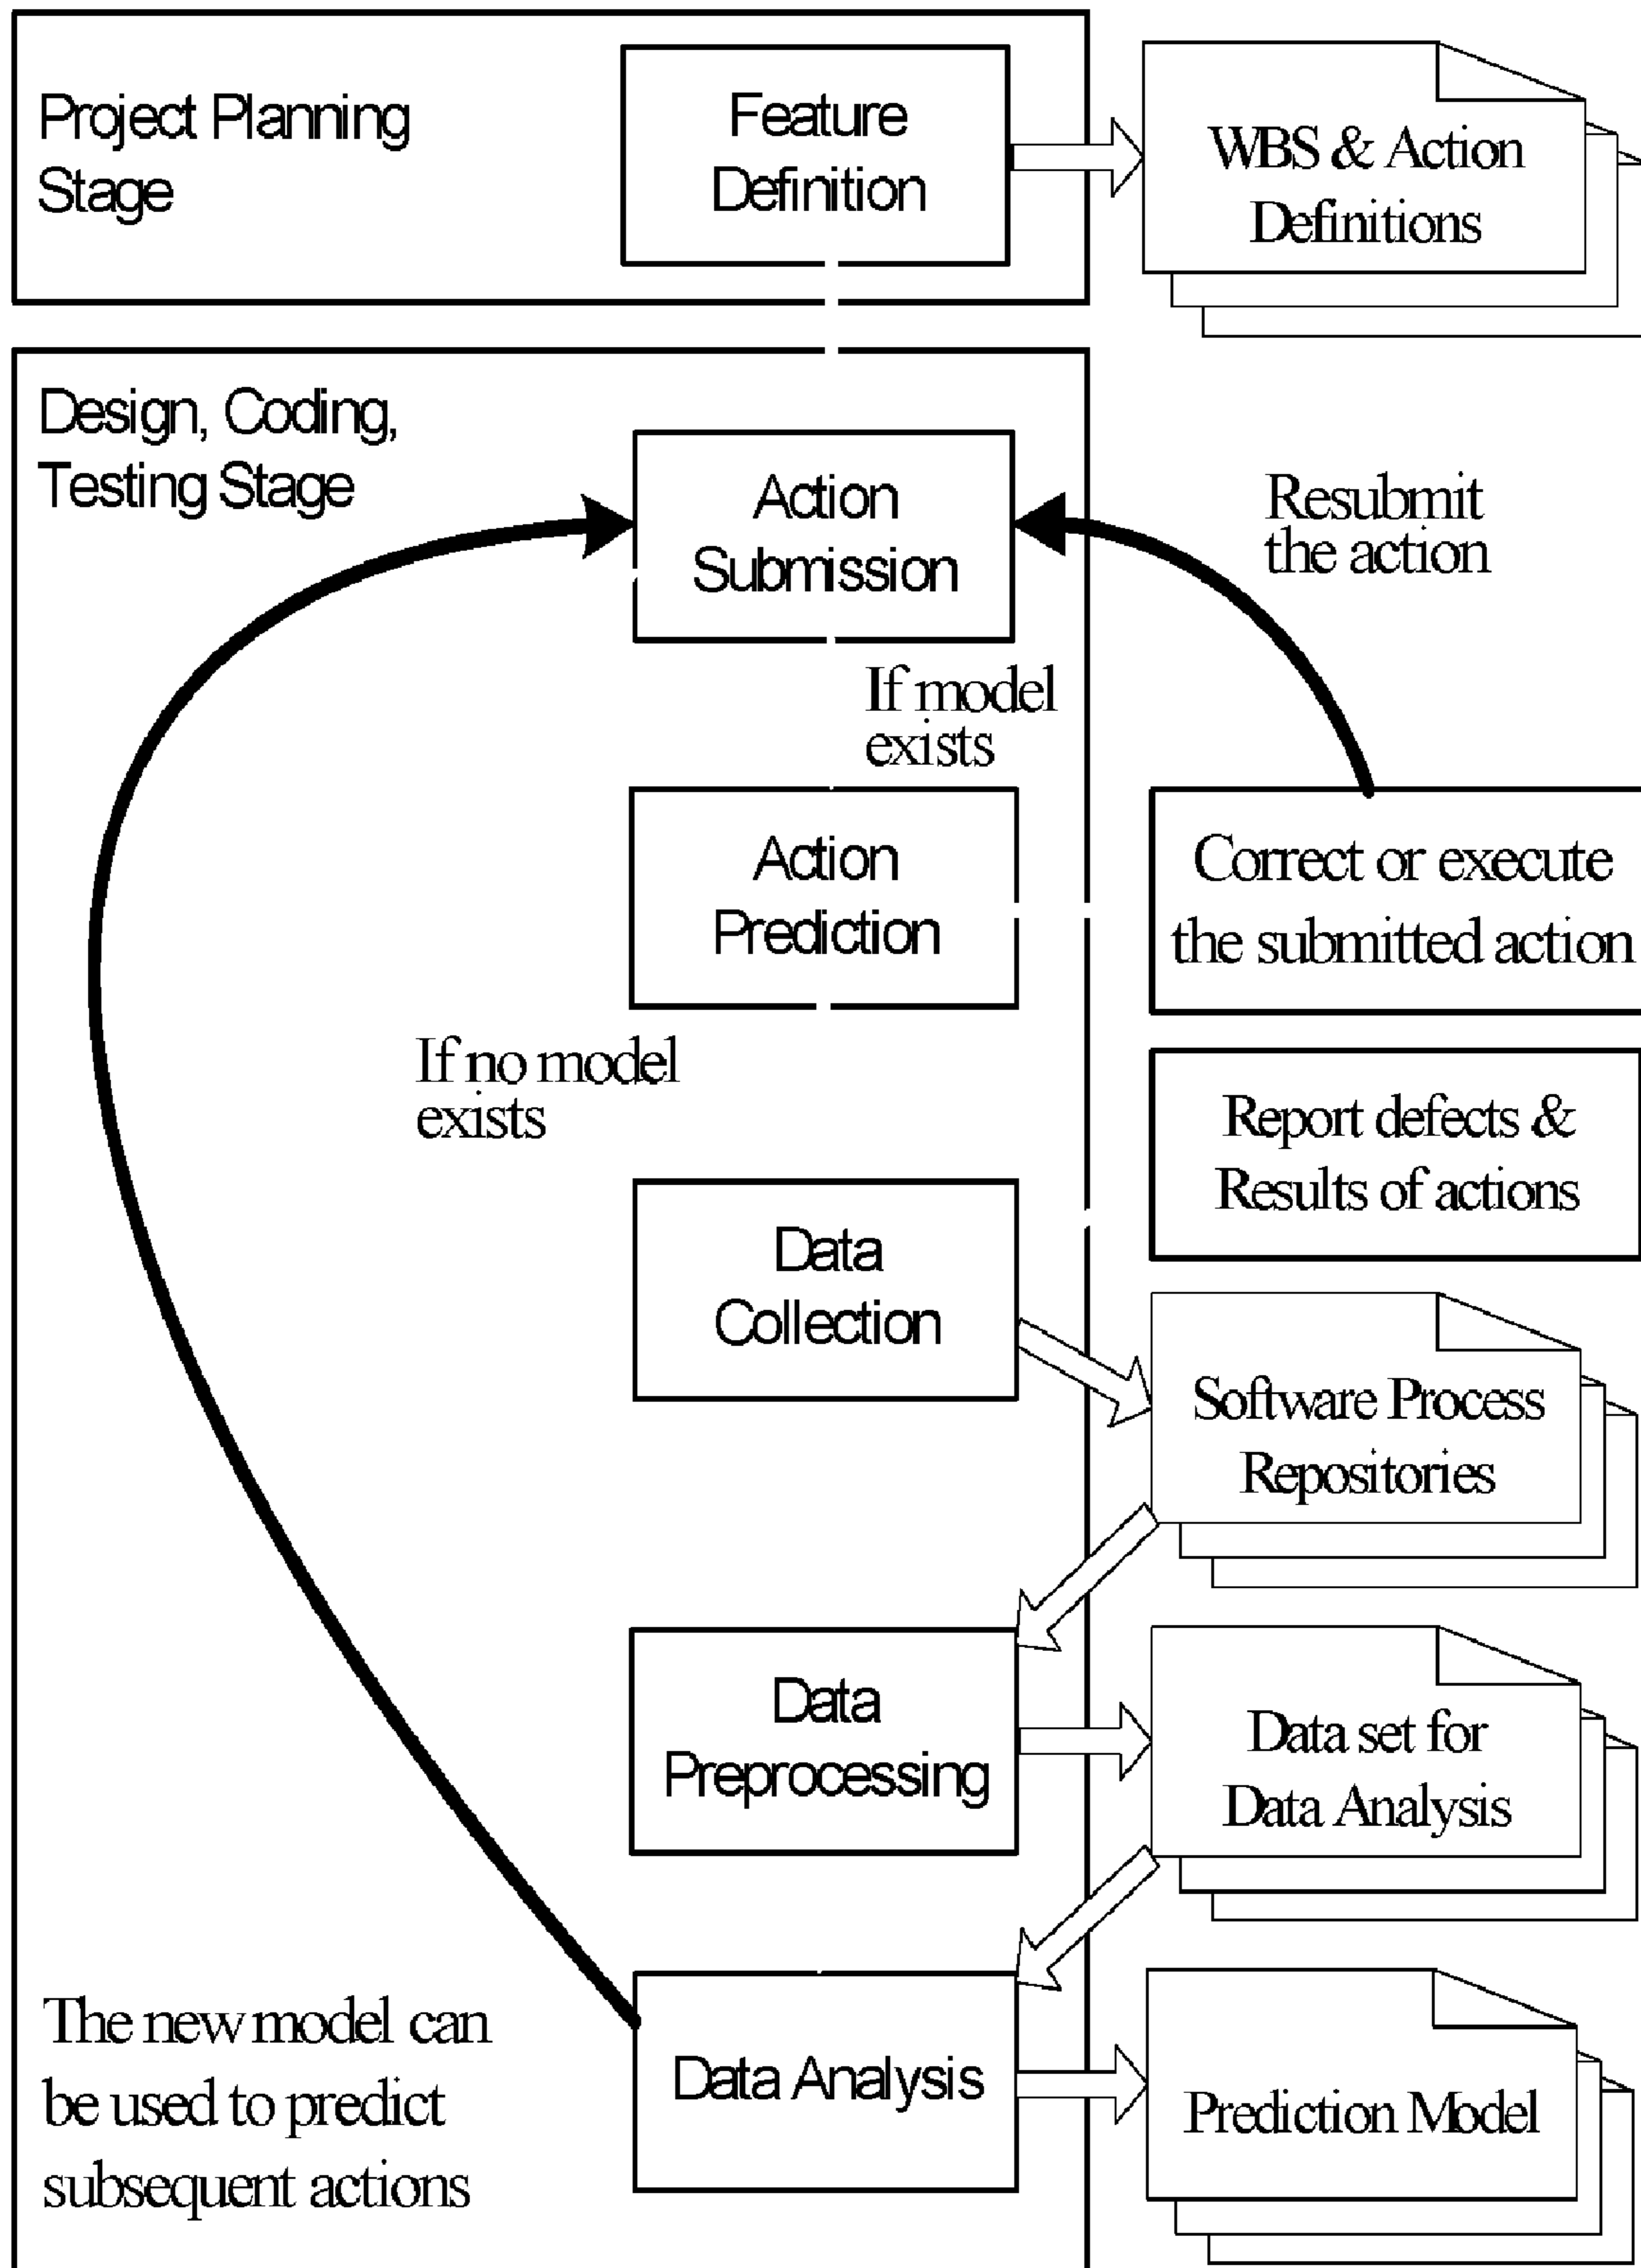 Project Planning
Stage
Feature
Definition
WBS & Action
Definitions
Design, Coding,
Testing Stage
Action
Submission
Resubmit
the action
If model
exists
Action
Prediction
Correct or execute
the submitted action
If no model
exists
Report defects &
Results of actions
Data
Collection
Software Process
Repositories
Data
Preprocessing
Data set for
Data Analysis
The new model can
be used to predict
subsequent actions
Data Analysis
Prediction Model